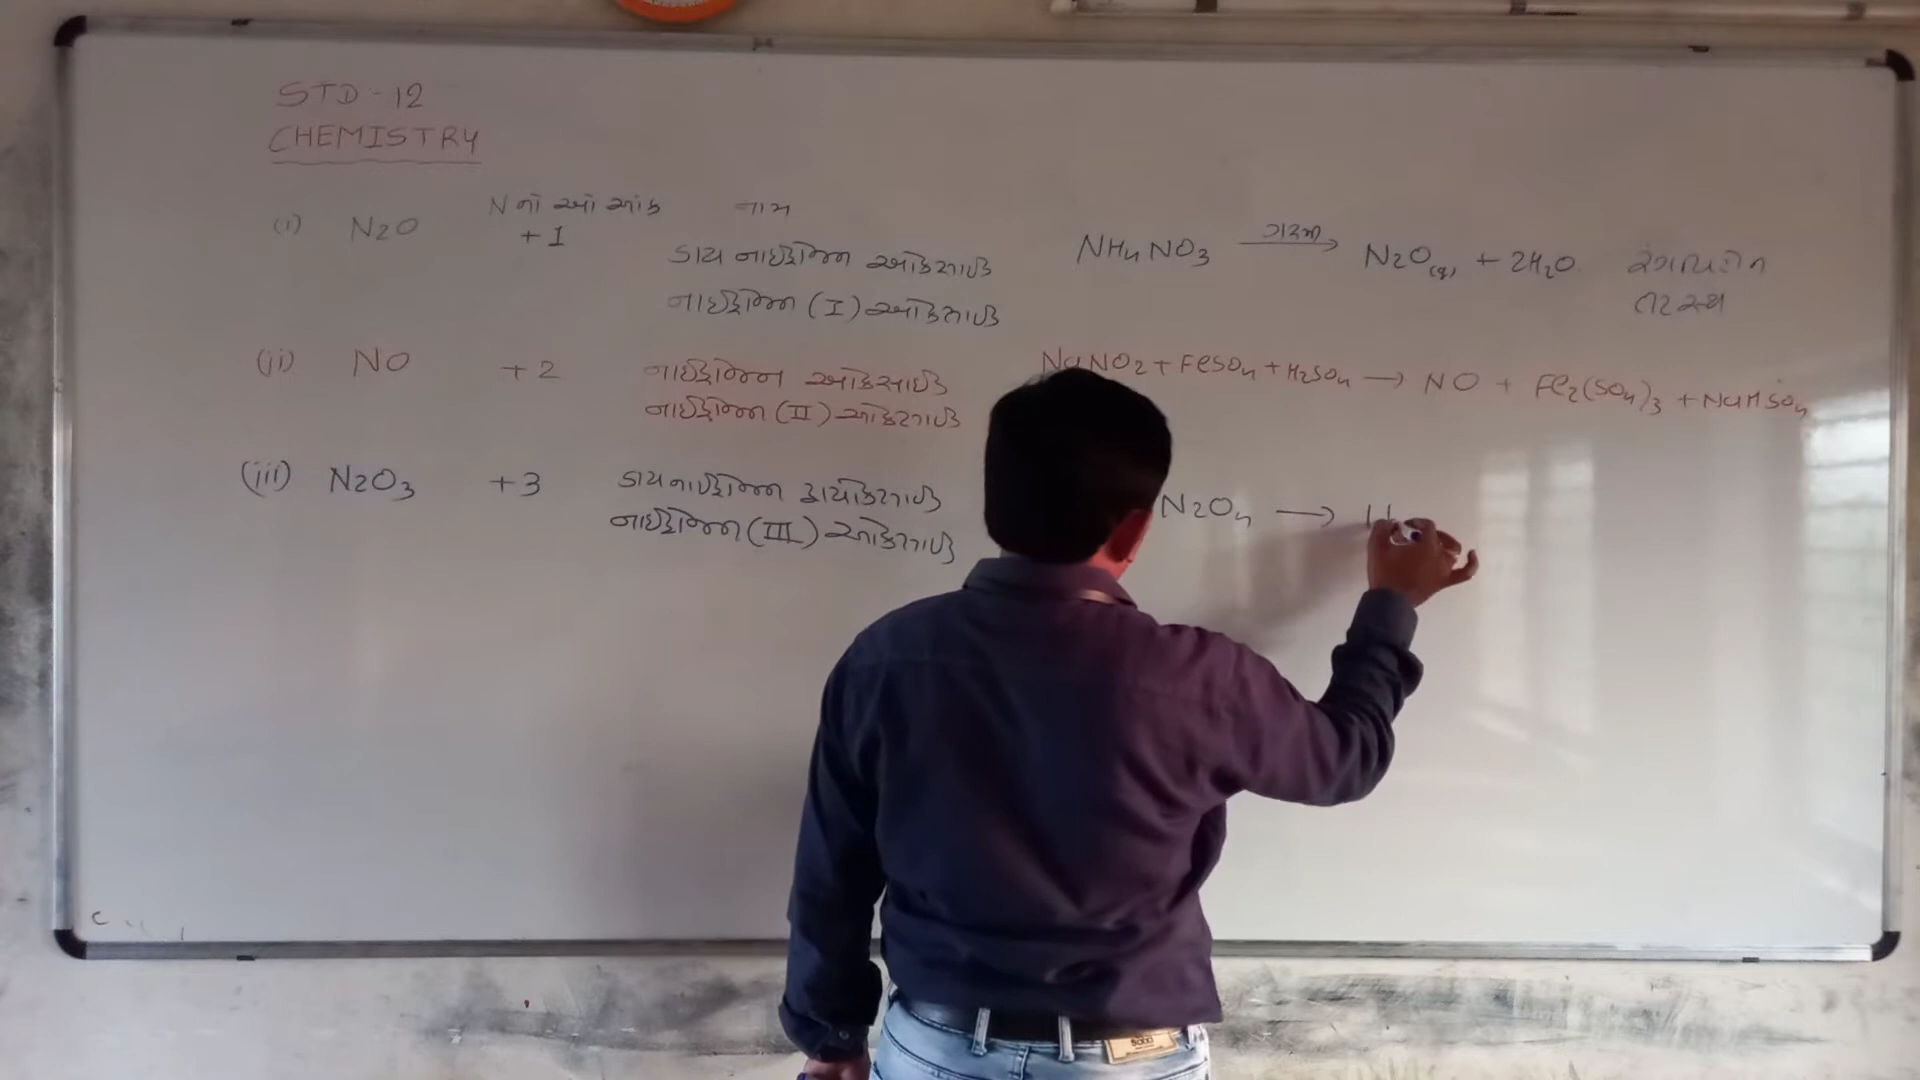 STD-12
CHEMISTRY
N નો ઓ આંક નામ
(i) N2O +1
ડાય નાઇટ્રોજન ઓક્સાઇડ
નાઇટ્રોજન (I) ઓક્સાઇડ
NH4NO3 ગરમી → N2O(g) + 2H2O રંગવિહીન
તટસ્થ
(ii) NO +2 નાઇટ્રોજન ઓક્સાઇડ
નાઇટ્રોજન (II) ઓક્સાઇડ
NaNO2 + FeSO4 + H2SO4 → NO + Fe2(SO4)3 + NaHSO4
(iii) N2O3 +3 ડાયનાઇટ્રોજન ટ્રાયોક્સાઇડ
નાઇટ્રોજન (III) ઓક્સાઇડ
N2O4 →